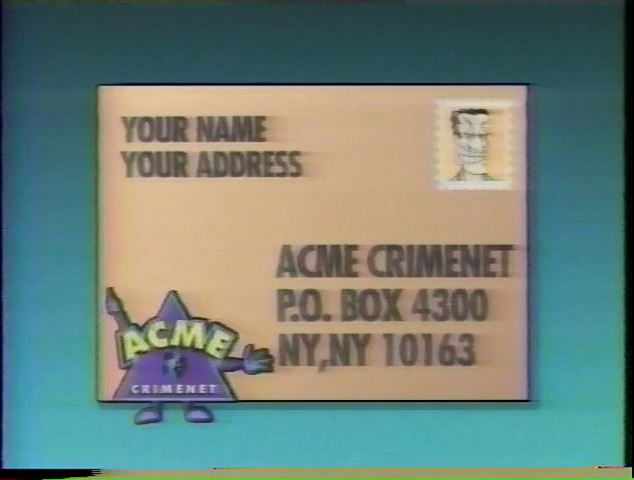 YOUR NAME
YOUR ADDRESS
ACME CRIMENET
P.O. BOX 4300
NY,NY 10163
ACME
CRIMENET